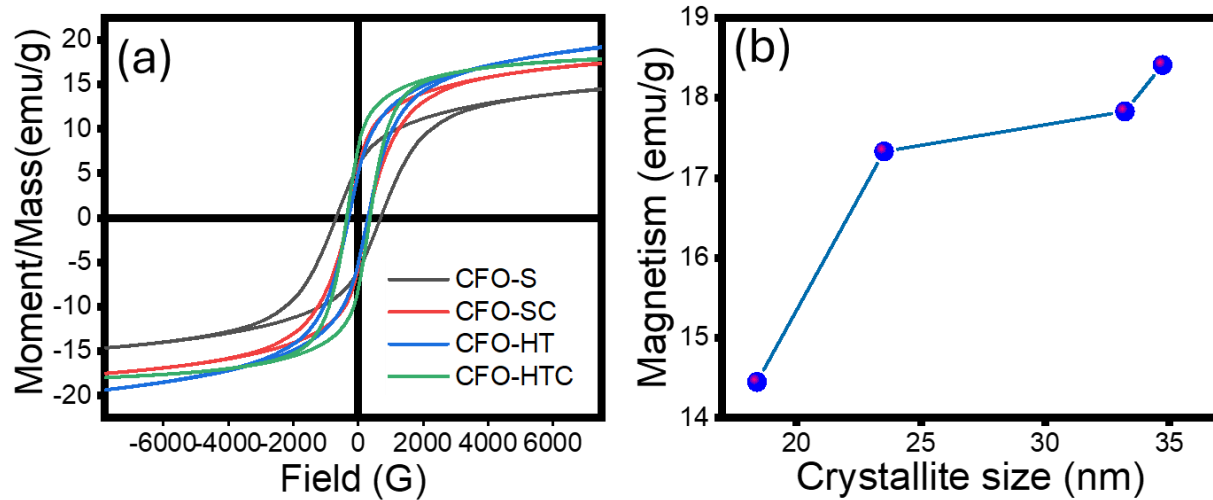 (a)
Moment/Mass(emu/g)
20
15
10
5
0
-5
-10
-15
-20
CFO-S
CFO-SC
CFO-HT
CFO-HTC
-6000 -4000 -2000 0 2000 4000 6000
Field (G)
(b)
Magnetism (emu/g)
19
18
17
16
15
14
20 25 30 35
Crystallite size (nm)